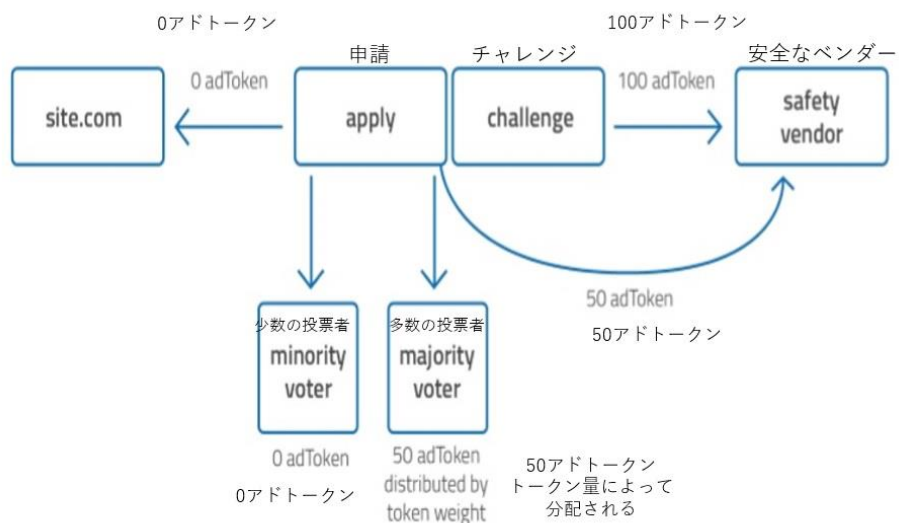 0アドトークン
100アドトークン
申請
チャレンジ
安全なベンダー
0 adToken
100 adToken
site.com
apply
challenge
safety
vendor
50 adToken
50アドトークン
少数の投票者
minority
voter
多数の投票者
majority
voter
0 adToken
0アドトークン
50 adToken
distributed by
token weight
50アドトークン
トークン量によって
分配される